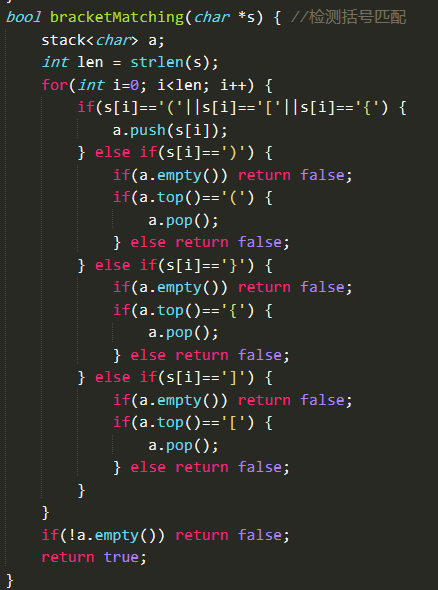 }
bool bracketMatching(char *s) { //检测括号匹配
    stack<char> a;
    int len = strlen(s);
    for(int i=0; i<len; i++) {
        if(s[i]=='('||s[i]=='['||s[i]=='{') {
            a.push(s[i]);
        } else if(s[i]==')') {
            if(a.empty()) return false;
            if(a.top()=='(') {
                a.pop();
            } else return false;
        } else if(s[i]=='}') {
            if(a.empty()) return false;
            if(a.top()=='{') {
                a.pop();
            } else return false;
        } else if(s[i]==']') {
            if(a.empty()) return false;
            if(a.top()=='[') {
                a.pop();
            } else return false;
        }
    }
    if(!a.empty()) return false;
    return true;
}